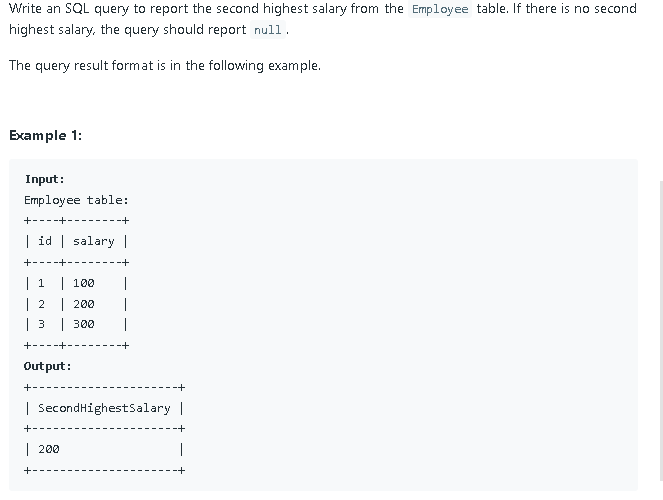 Write an SQL query to report the second highest salary from the Employee table. If there is no second
highest salary, the query should report null.
The query result format is in the following example.
Example 1:
Input:
Employee table:
+----+--------+
| id | salary |
+----+--------+
| 1  | 100    |
| 2  | 200    |
| 3  | 300    |
+----+--------+
Output:
+---------------------+
| SecondHighestSalary |
+---------------------+
| 200                 |
+---------------------+